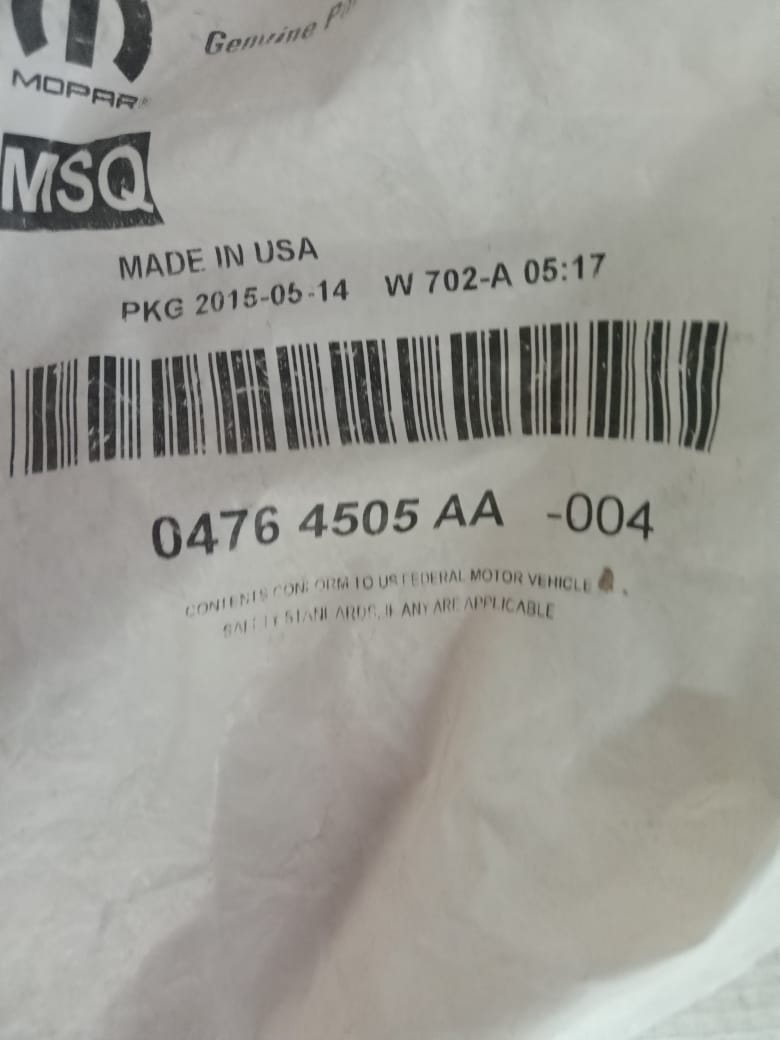 Genuine
MOPAR®
MSQ
MADE IN USA
PKG 2015-05-14 W 702-A 05:17
0476 4505 AA -004
CONTENTS CONFORM TO US FEDERAL MOTOR VEHICLE
SAFETY STANDARDS, IF ANY ARE APPLICABLE